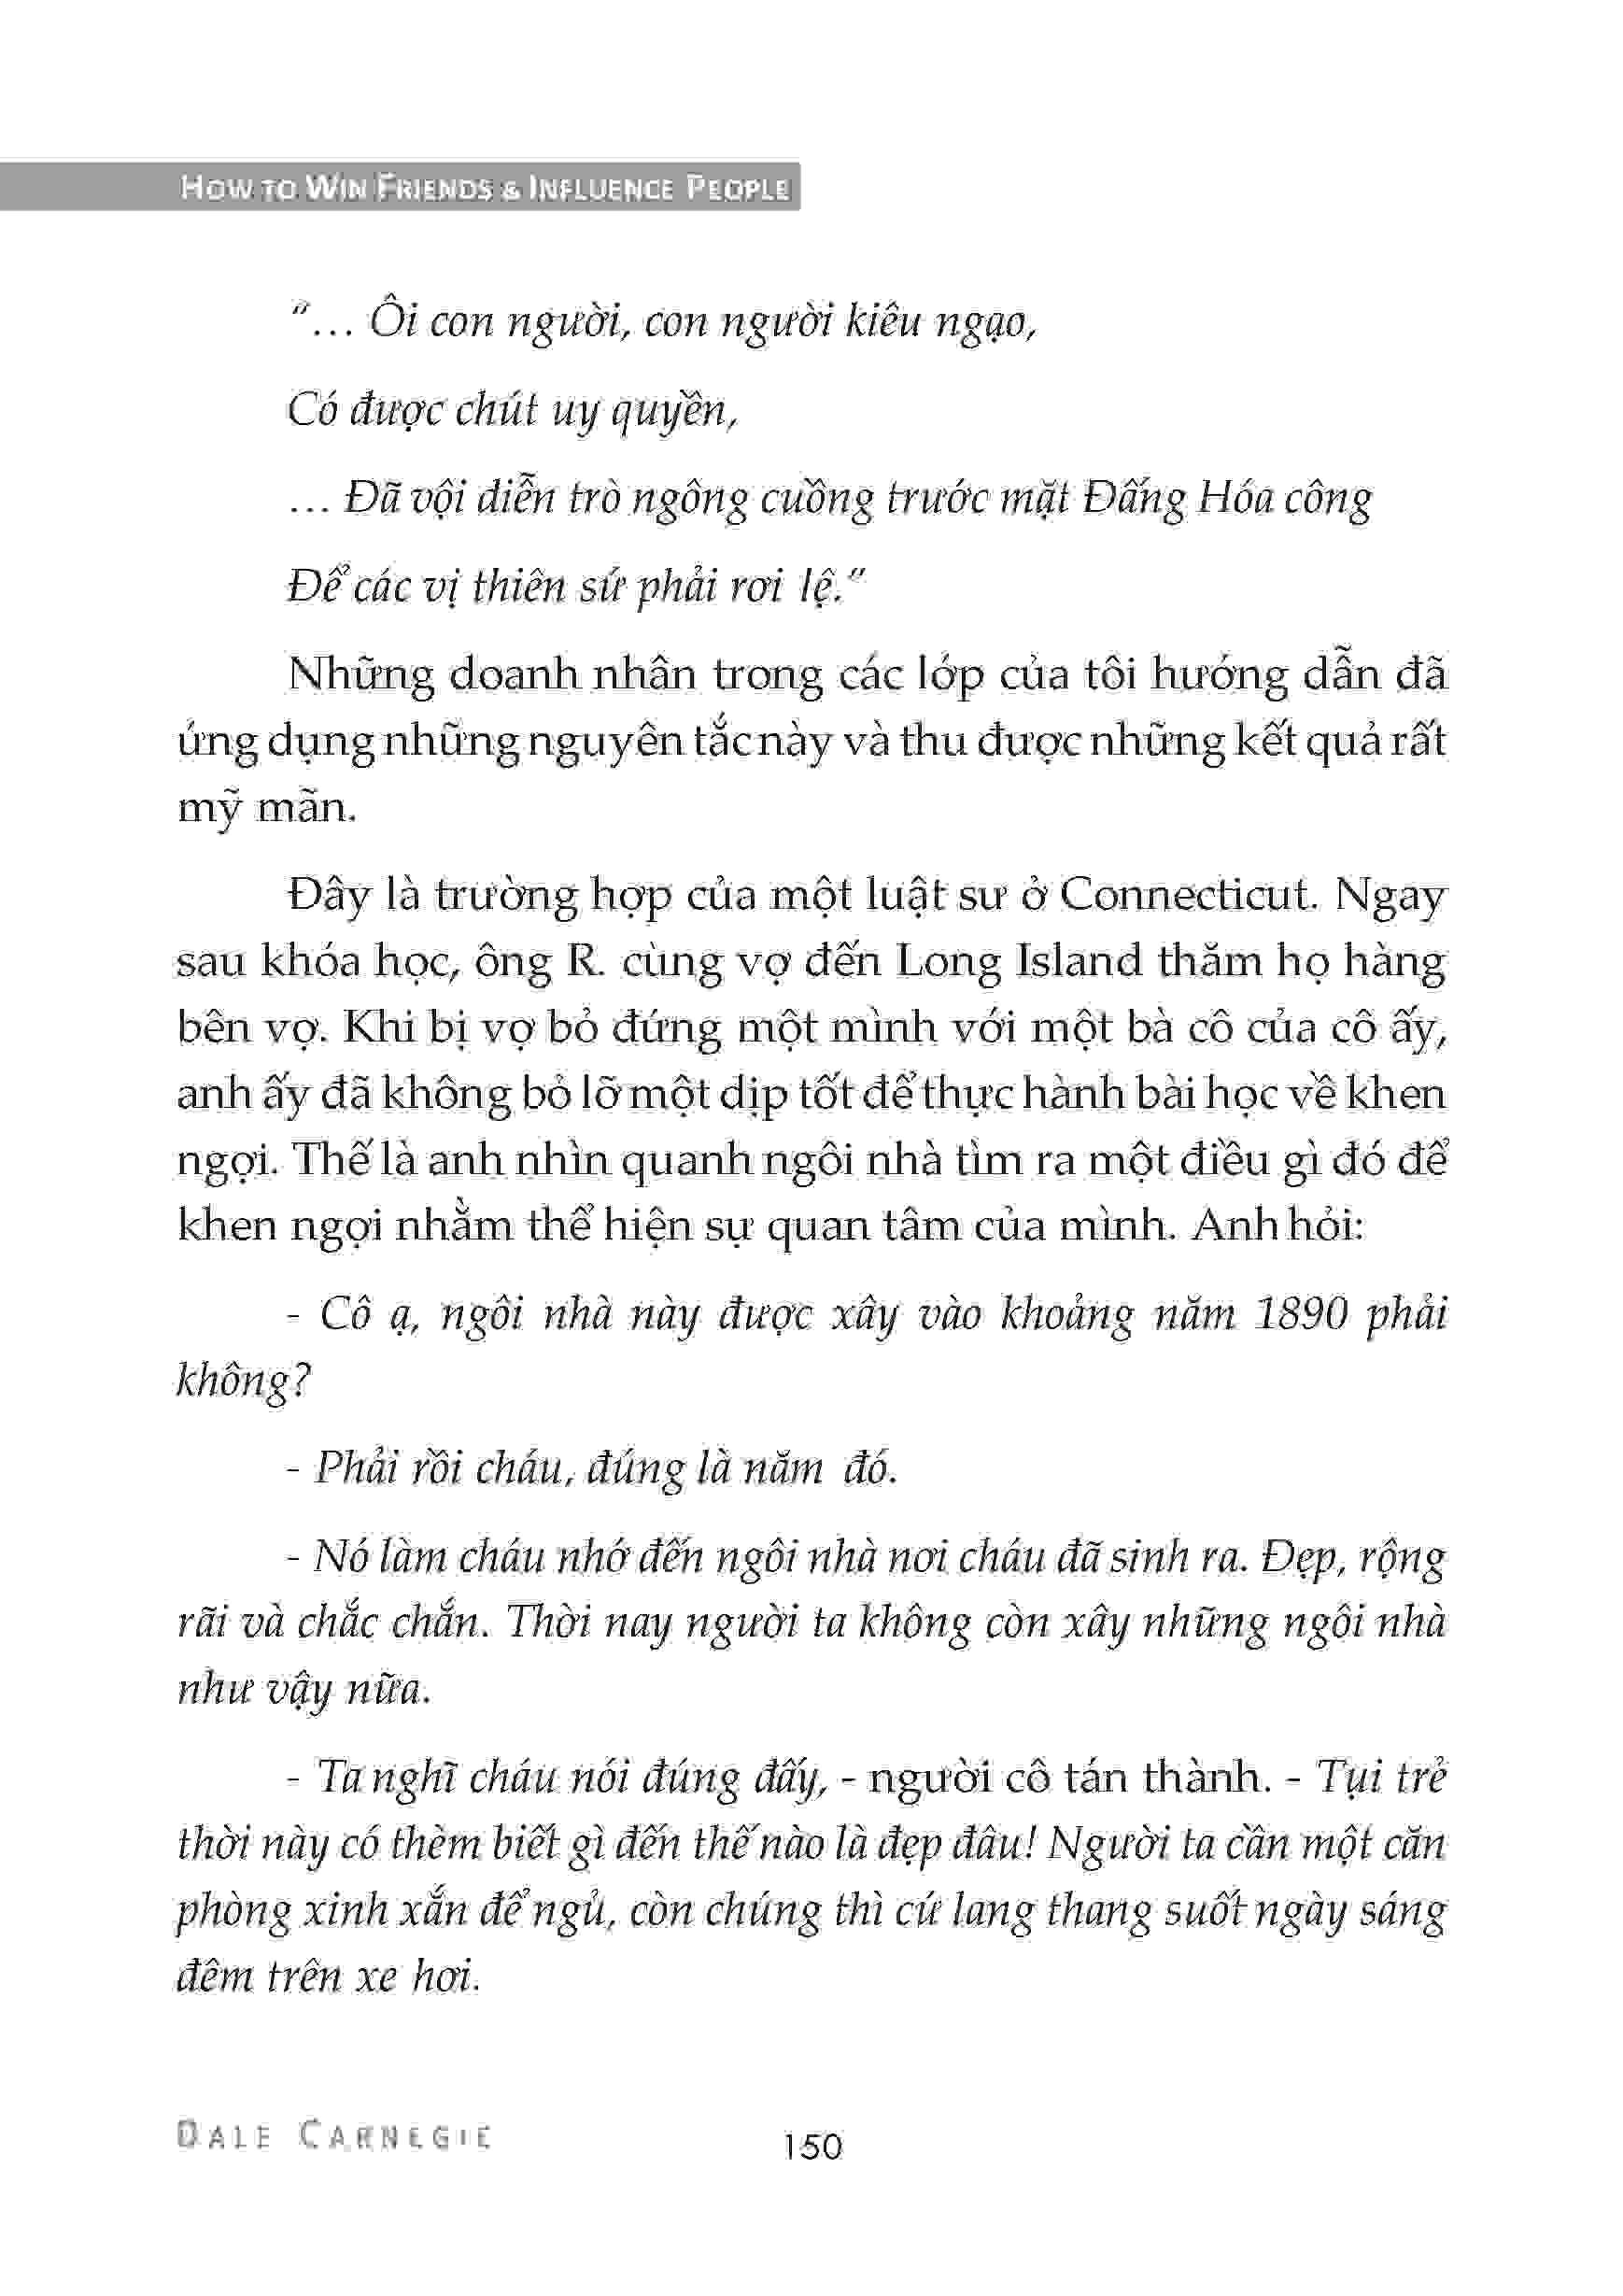 HOW TO WIN FRIENDS & INFLUENCE PEOPLE
“… Ôi con người, con người kiêu ngạo,
Có được chút uy quyền,
… Đã vội diễn trò ngông cuồng trước mặt Đấng Hóa công
Để các vị thiên sứ phải rơi lệ.”
Những doanh nhân trong các lớp của tôi hướng dẫn đã
ứng dụng những nguyên tắc này và thu được những kết quả rất
mỹ mãn.
Đây là trường hợp của một luật sư ở Connecticut. Ngay
sau khóa học, ông R. cùng vợ đến Long Island thăm họ hàng
bên vợ. Khi bị vợ bỏ đứng một mình với một bà cô của cô ấy,
anh ấy đã không bỏ lỡ một dịp tốt để thực hành bài học về khen
ngợi. Thế là anh nhìn quanh ngôi nhà tìm ra một điều gì đó để
khen ngợi nhằm thể hiện sự quan tâm của mình. Anh hỏi:
- Cô ạ, ngôi nhà này được xây vào khoảng năm 1890 phải
không?
- Phải rồi cháu, đúng là năm đó.
- Nó làm cháu nhớ đến ngôi nhà nơi cháu đã sinh ra. Đẹp, rộng
rãi và chắc chắn. Thời nay người ta không còn xây những ngôi nhà
như vậy nữa.
- Ta nghĩ cháu nói đúng đấy, - người cô tán thành. - Tụi trẻ
thời này có thèm biết gì đến thế nào là đẹp đâu! Người ta cần một căn
phòng xinh xắn để ngủ, còn chúng thì cứ lang thang suốt ngày sáng
đêm trên xe hơi.
DALE CARNEGIE
150